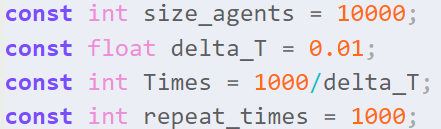 const int size_agents = 10000;
const float delta_T = 0.01;
const int Times = 1000/delta_T;
const int repeat_times = 1000;